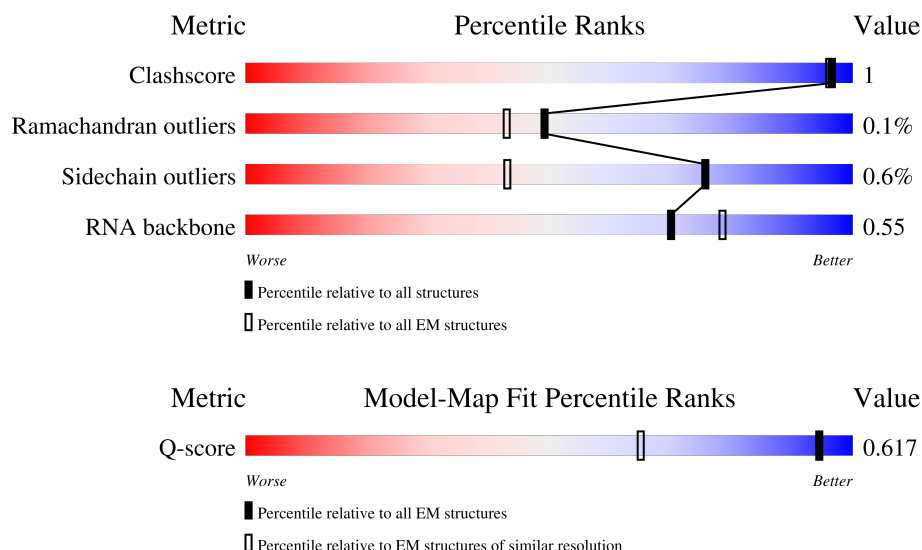 Metric Percentile Ranks Value
Clashscore 1
Ramachandran outliers 0.1%
Sidechain outliers 0.6%
RNA backbone 0.55
Worse Better
Percentile relative to all structures
Percentile relative to all EM structures
Metric Model-Map Fit Percentile Ranks Value
Q-score 0.617
Worse Better
Percentile relative to all EM structures
Percentile relative to EM structures of similar resolution